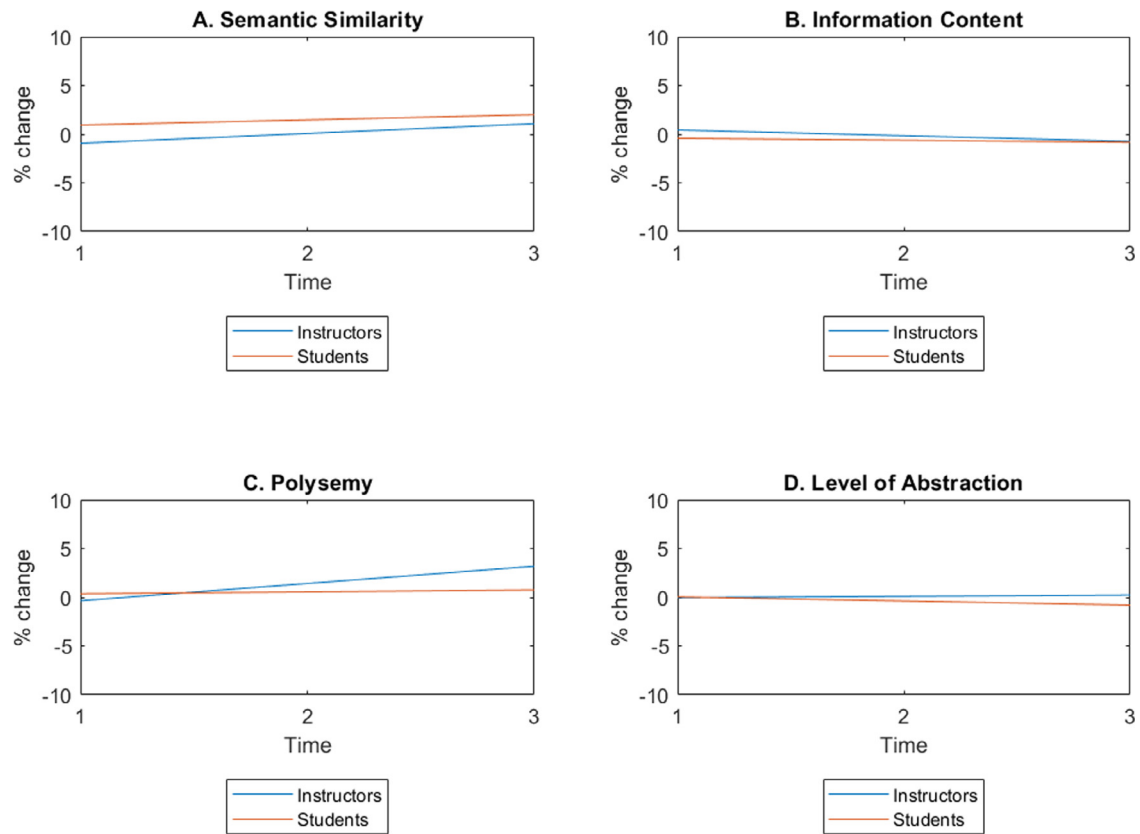 A. Semantic Similarity
10
5
0
-5
-10
% change
1
2
3
Time
Instructors
Students
B. Information Content
10
5
0
-5
-10
% change
1
2
3
Time
Instructors
Students
C. Polysemy
10
5
0
-5
-10
% change
1
2
3
Time
Instructors
Students
D. Level of Abstraction
10
5
0
-5
-10
% change
1
2
3
Time
Instructors
Students